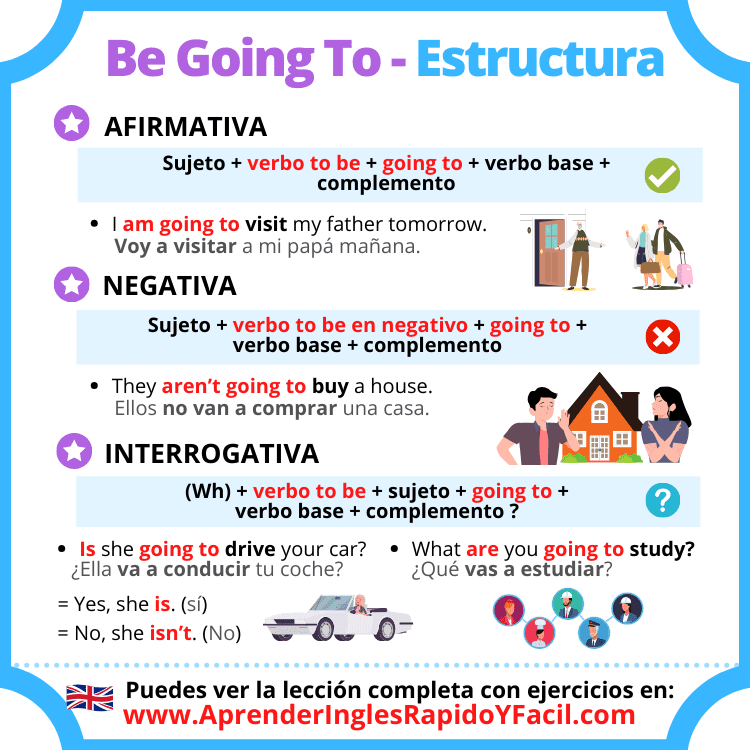 Be Going To - Estructura
AFIRMATIVA
Sujeto + verbo to be + going to + verbo base +
complemento
• I am going to visit my father tomorrow.
Voy a visitar a mi papá mañana.
NEGATIVA
Sujeto + verbo to be en negativo + going to +
verbo base + complemento
• They aren’t going to buy a house.
Ellos no van a comprar una casa.
INTERROGATIVA
(Wh) + verbo to be + sujeto + going to +
verbo base + complemento ?
• Is she going to drive your car?
¿Ella va a conducir tu coche?
= Yes, she is. (sí)
= No, she isn’t. (No)
• What are you going to study?
¿Qué vas a estudiar?
Puedes ver la lección completa con ejercicios en:
www.AprenderInglesRapidoYFacil.com